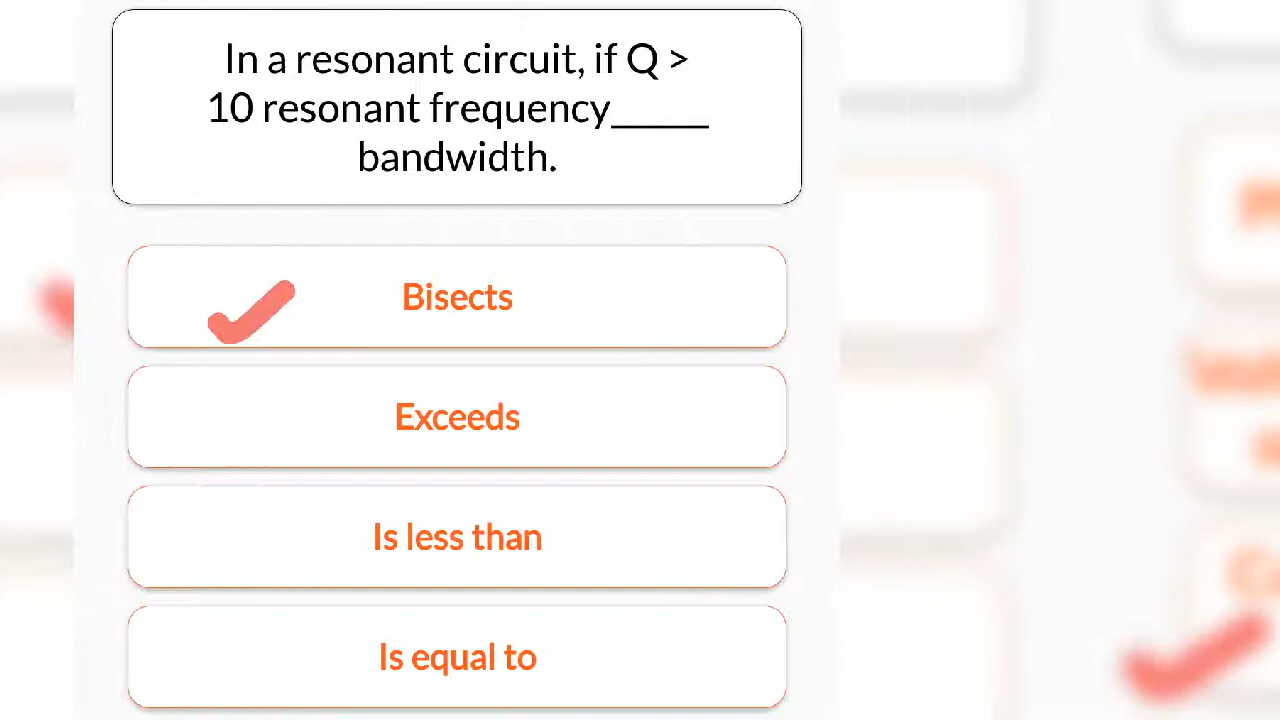 In a resonant circuit, if Q >
10 resonant frequency_____
bandwidth.
Bisects
Exceeds
Is less than
Is equal to